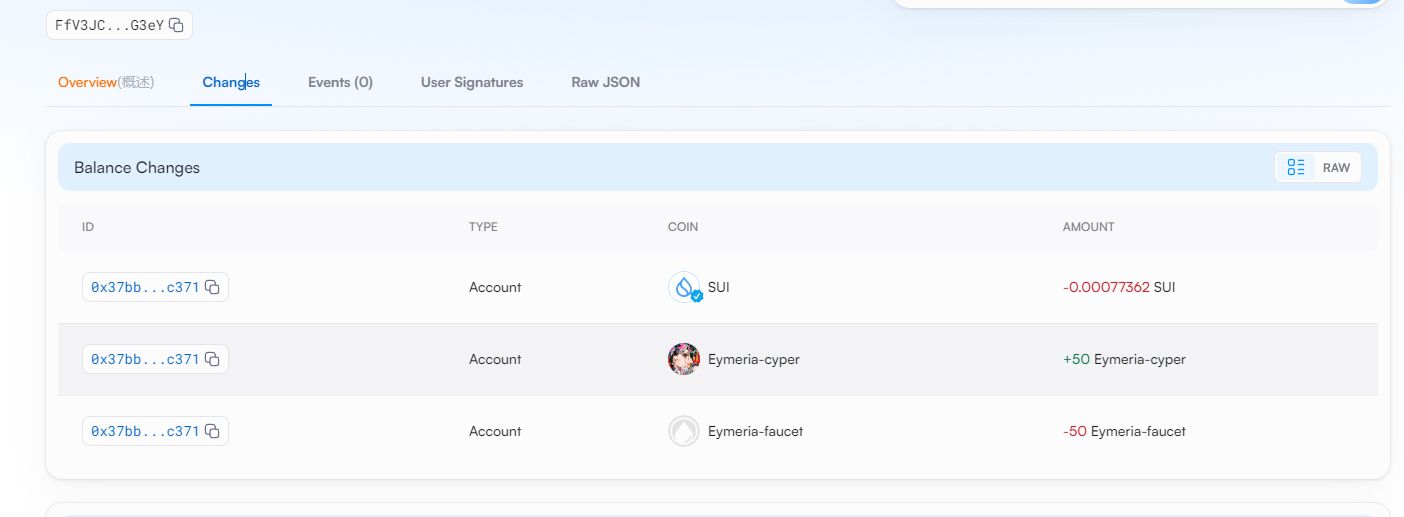 FfV3JC...G3eY
Overview(概述) Changes Events (0) User Signatures Raw JSON
Balance Changes RAW
ID TYPE COIN AMOUNT
0x37bb...c371 Account SUI -0.00077362 SUI
0x37bb...c371 Account Eymeria-cyper +50 Eymeria-cyper
0x37bb...c371 Account Eymeria-faucet -50 Eymeria-faucet